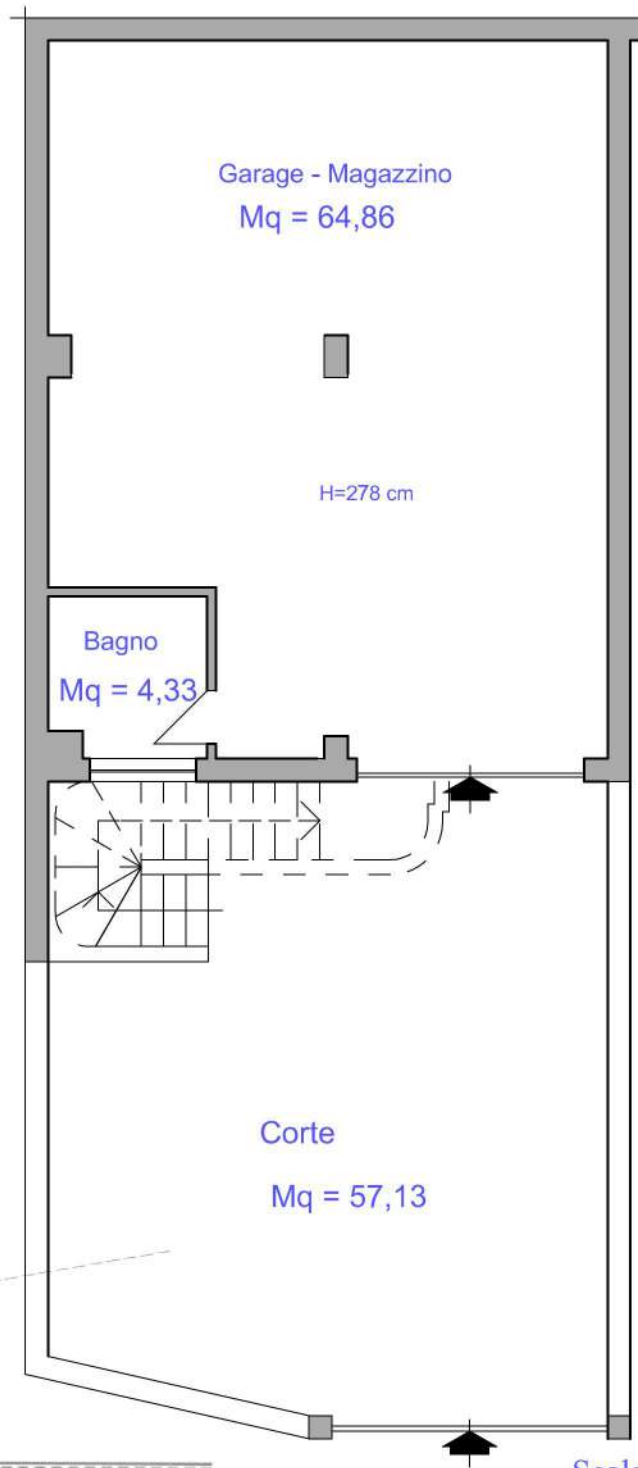 Garage - Magazzino
Mq = 64,86
H=278 cm
Bagno
Mq = 4,33
Corte
Mq = 57,13